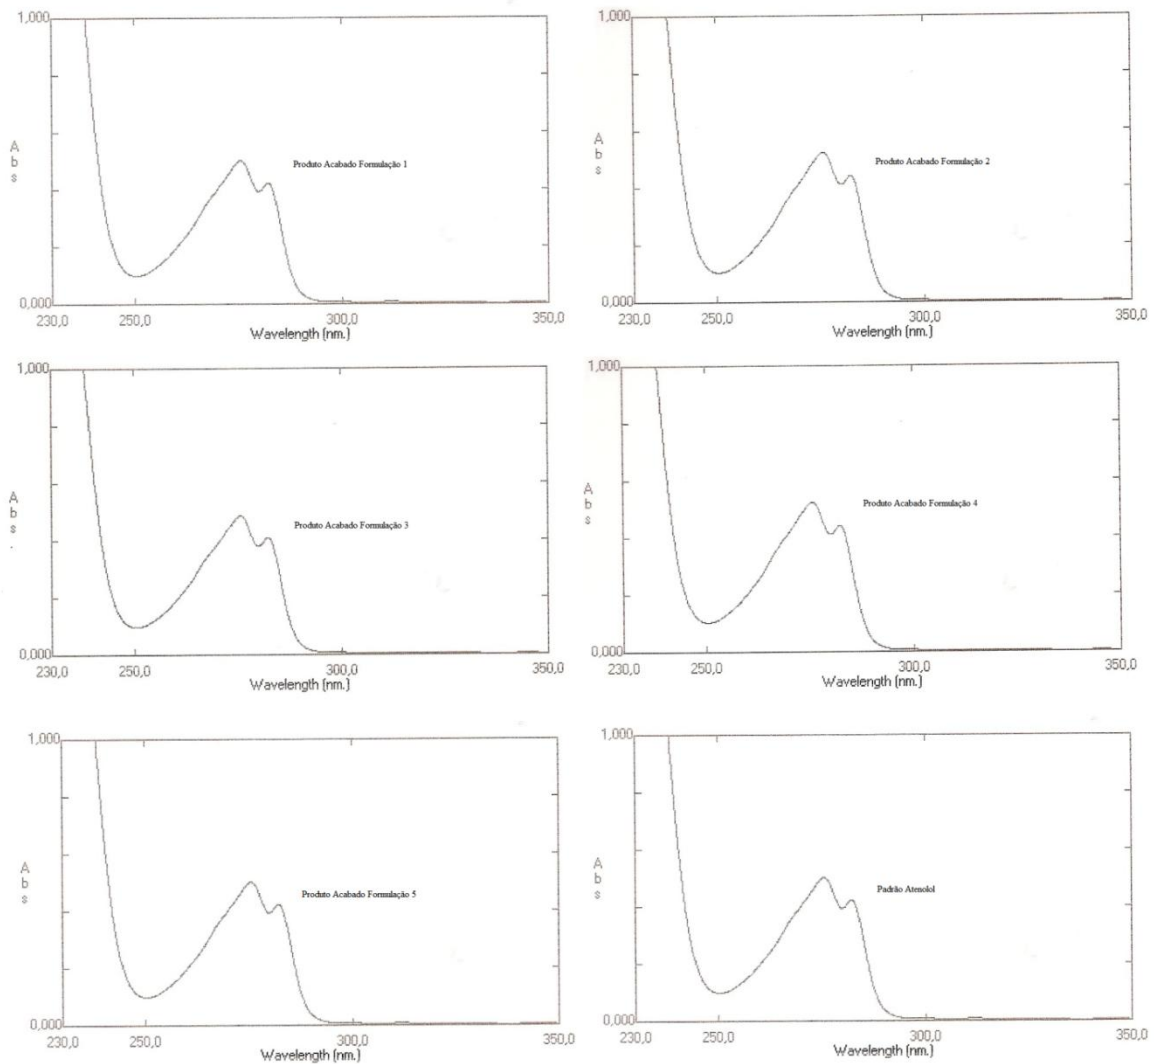 1,000
A
b
s
Produto Acabado Formulação 1
0,000
230,0 250,0 300,0 350,0
Wavelength (nm.)
1,000
A
b
s
Produto Acabado Formulação 2
0,000
230,0 250,0 300,0 350,0
Wavelength (nm.)
1,000
A
b
s
Produto Acabado Formulação 3
0,000
230,0 250,0 300,0 350,0
Wavelength (nm.)
1,000
A
b
s
Produto Acabado Formulação 4
0,000
230,0 250,0 300,0 350,0
Wavelength (nm.)
1,000
A
b
s
Produto Acabado Formulação 5
0,000
230,0 250,0 300,0 350,0
Wavelength (nm.)
1,000
A
b
s
Padrão Atenolol
0,000
230,0 250,0 300,0 350,0
Wavelength (nm.)